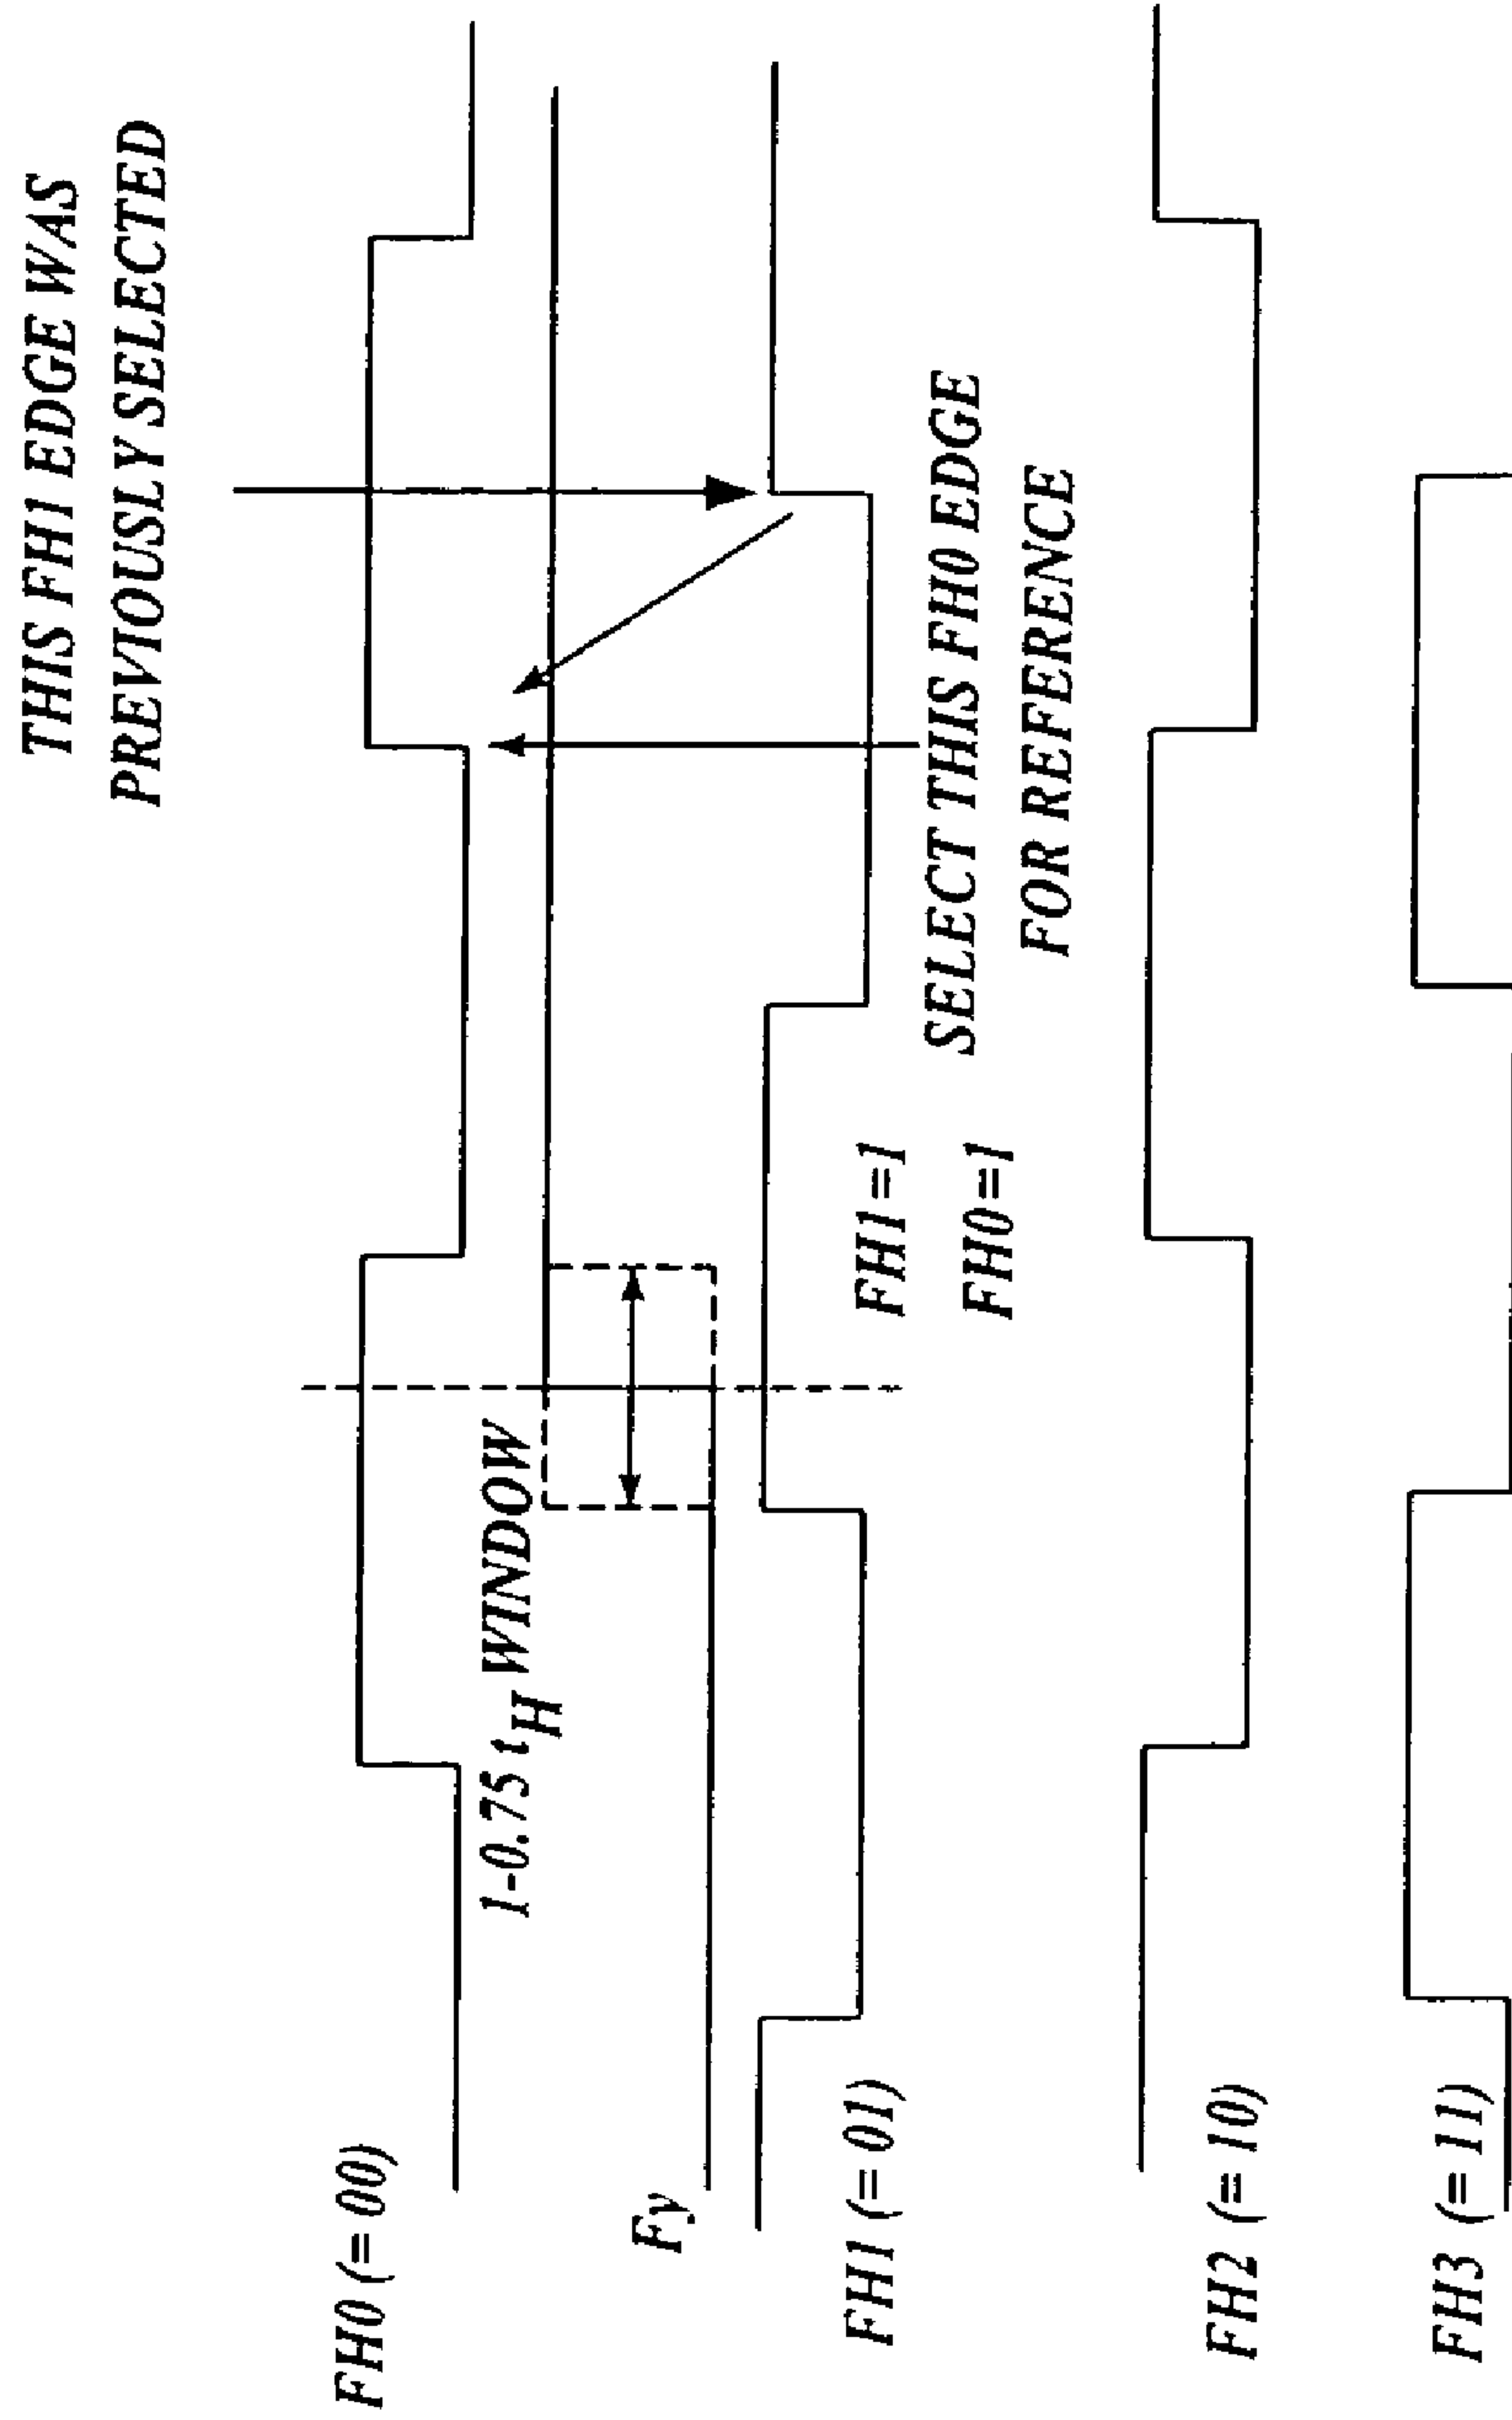 THIS FH1 EDGE WAS
PREVIOUSLY SELECTED
FH0 (= 00)
1-0.75 tH WINDOW
Fy
FH1 (= 01)
FH1=1
FH0=1
SELECT THIS FH0 EDGE
FOR REFERENCE
FH2 (= 10)
FH3 (= 11)